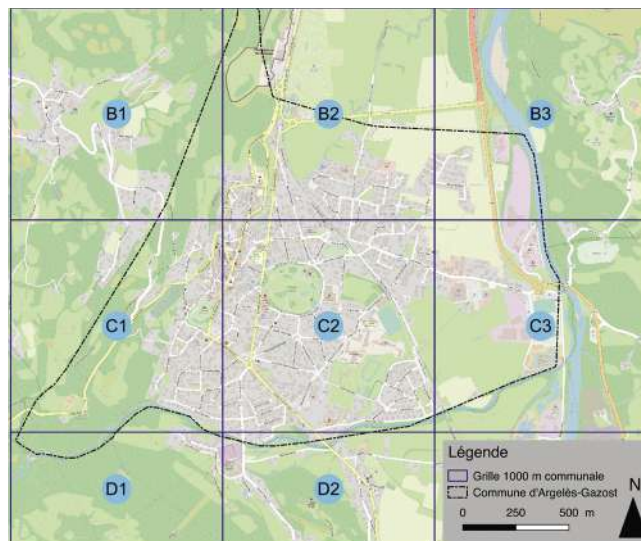 B1
B2
B3
C1
C2
C3
D1
D2
Légende
Grille 1000 m communale
Commune d'Argelès-Gazost
0 250 500 m
N